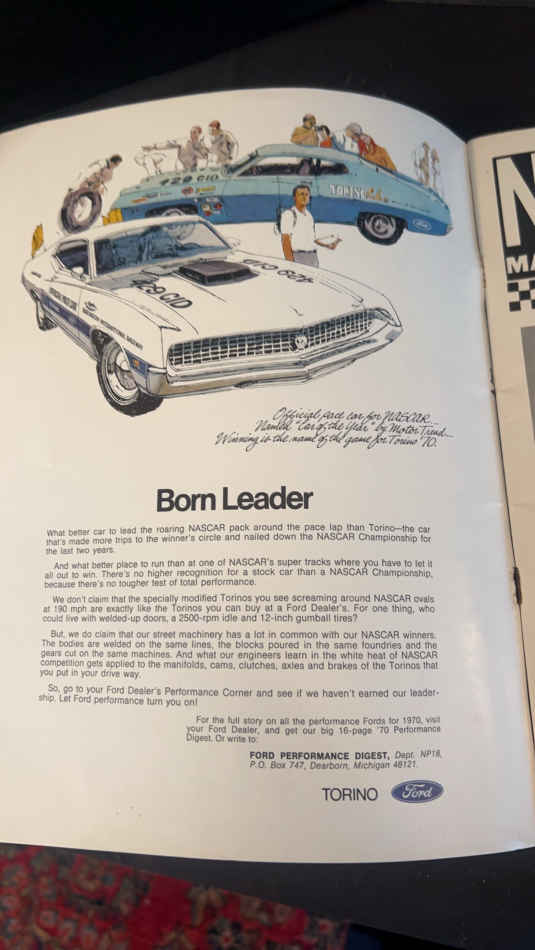 429 CID
TORINO
Ford
429 CID
Official pace car for NASCAR...
Named "Car of the Year" by Motor Trend...
Winning is the name of the game for Torino '70.
Born Leader
What better car to lead the roaring NASCAR pack around the pace lap than Torino—the car
that's made more trips to the winner's circle and nailed down the NASCAR Championship for
the last two years.
And what better place to run than at one of NASCAR's super tracks where you have to let it
all out to win. There's no higher recognition for a stock car than a NASCAR Championship,
because there's no tougher test of total performance.
We don't claim that the specially modified Torinos you see screaming around NASCAR ovals
at 190 mph are exactly like the Torinos you can buy at a Ford Dealer's. For one thing, who
could live with welded-up doors, a 2500-rpm idle and 12-inch gumball tires?
But, we do claim that our street machinery has a lot in common with our NASCAR winners.
The bodies are welded on the same lines, the blocks poured in the same foundries and the
gears cut on the same machines. And what our engineers learn in the white heat of NASCAR
competition gets applied to the manifolds, cams, clutches, axles and brakes of the Torinos that
you put in your drive way.
So, go to your Ford Dealer's Performance Corner and see if we haven't earned our leader-
ship. Let Ford performance turn you on!
For the full story on all the performance Fords for 1970, visit
your Ford Dealer, and get our big 16-page '70 Performance
Digest. Or write to:
FORD PERFORMANCE DIGEST, Dept. NP18,
P.O. Box 747, Dearborn, Michigan 48121.
TORINO Ford
N
MA